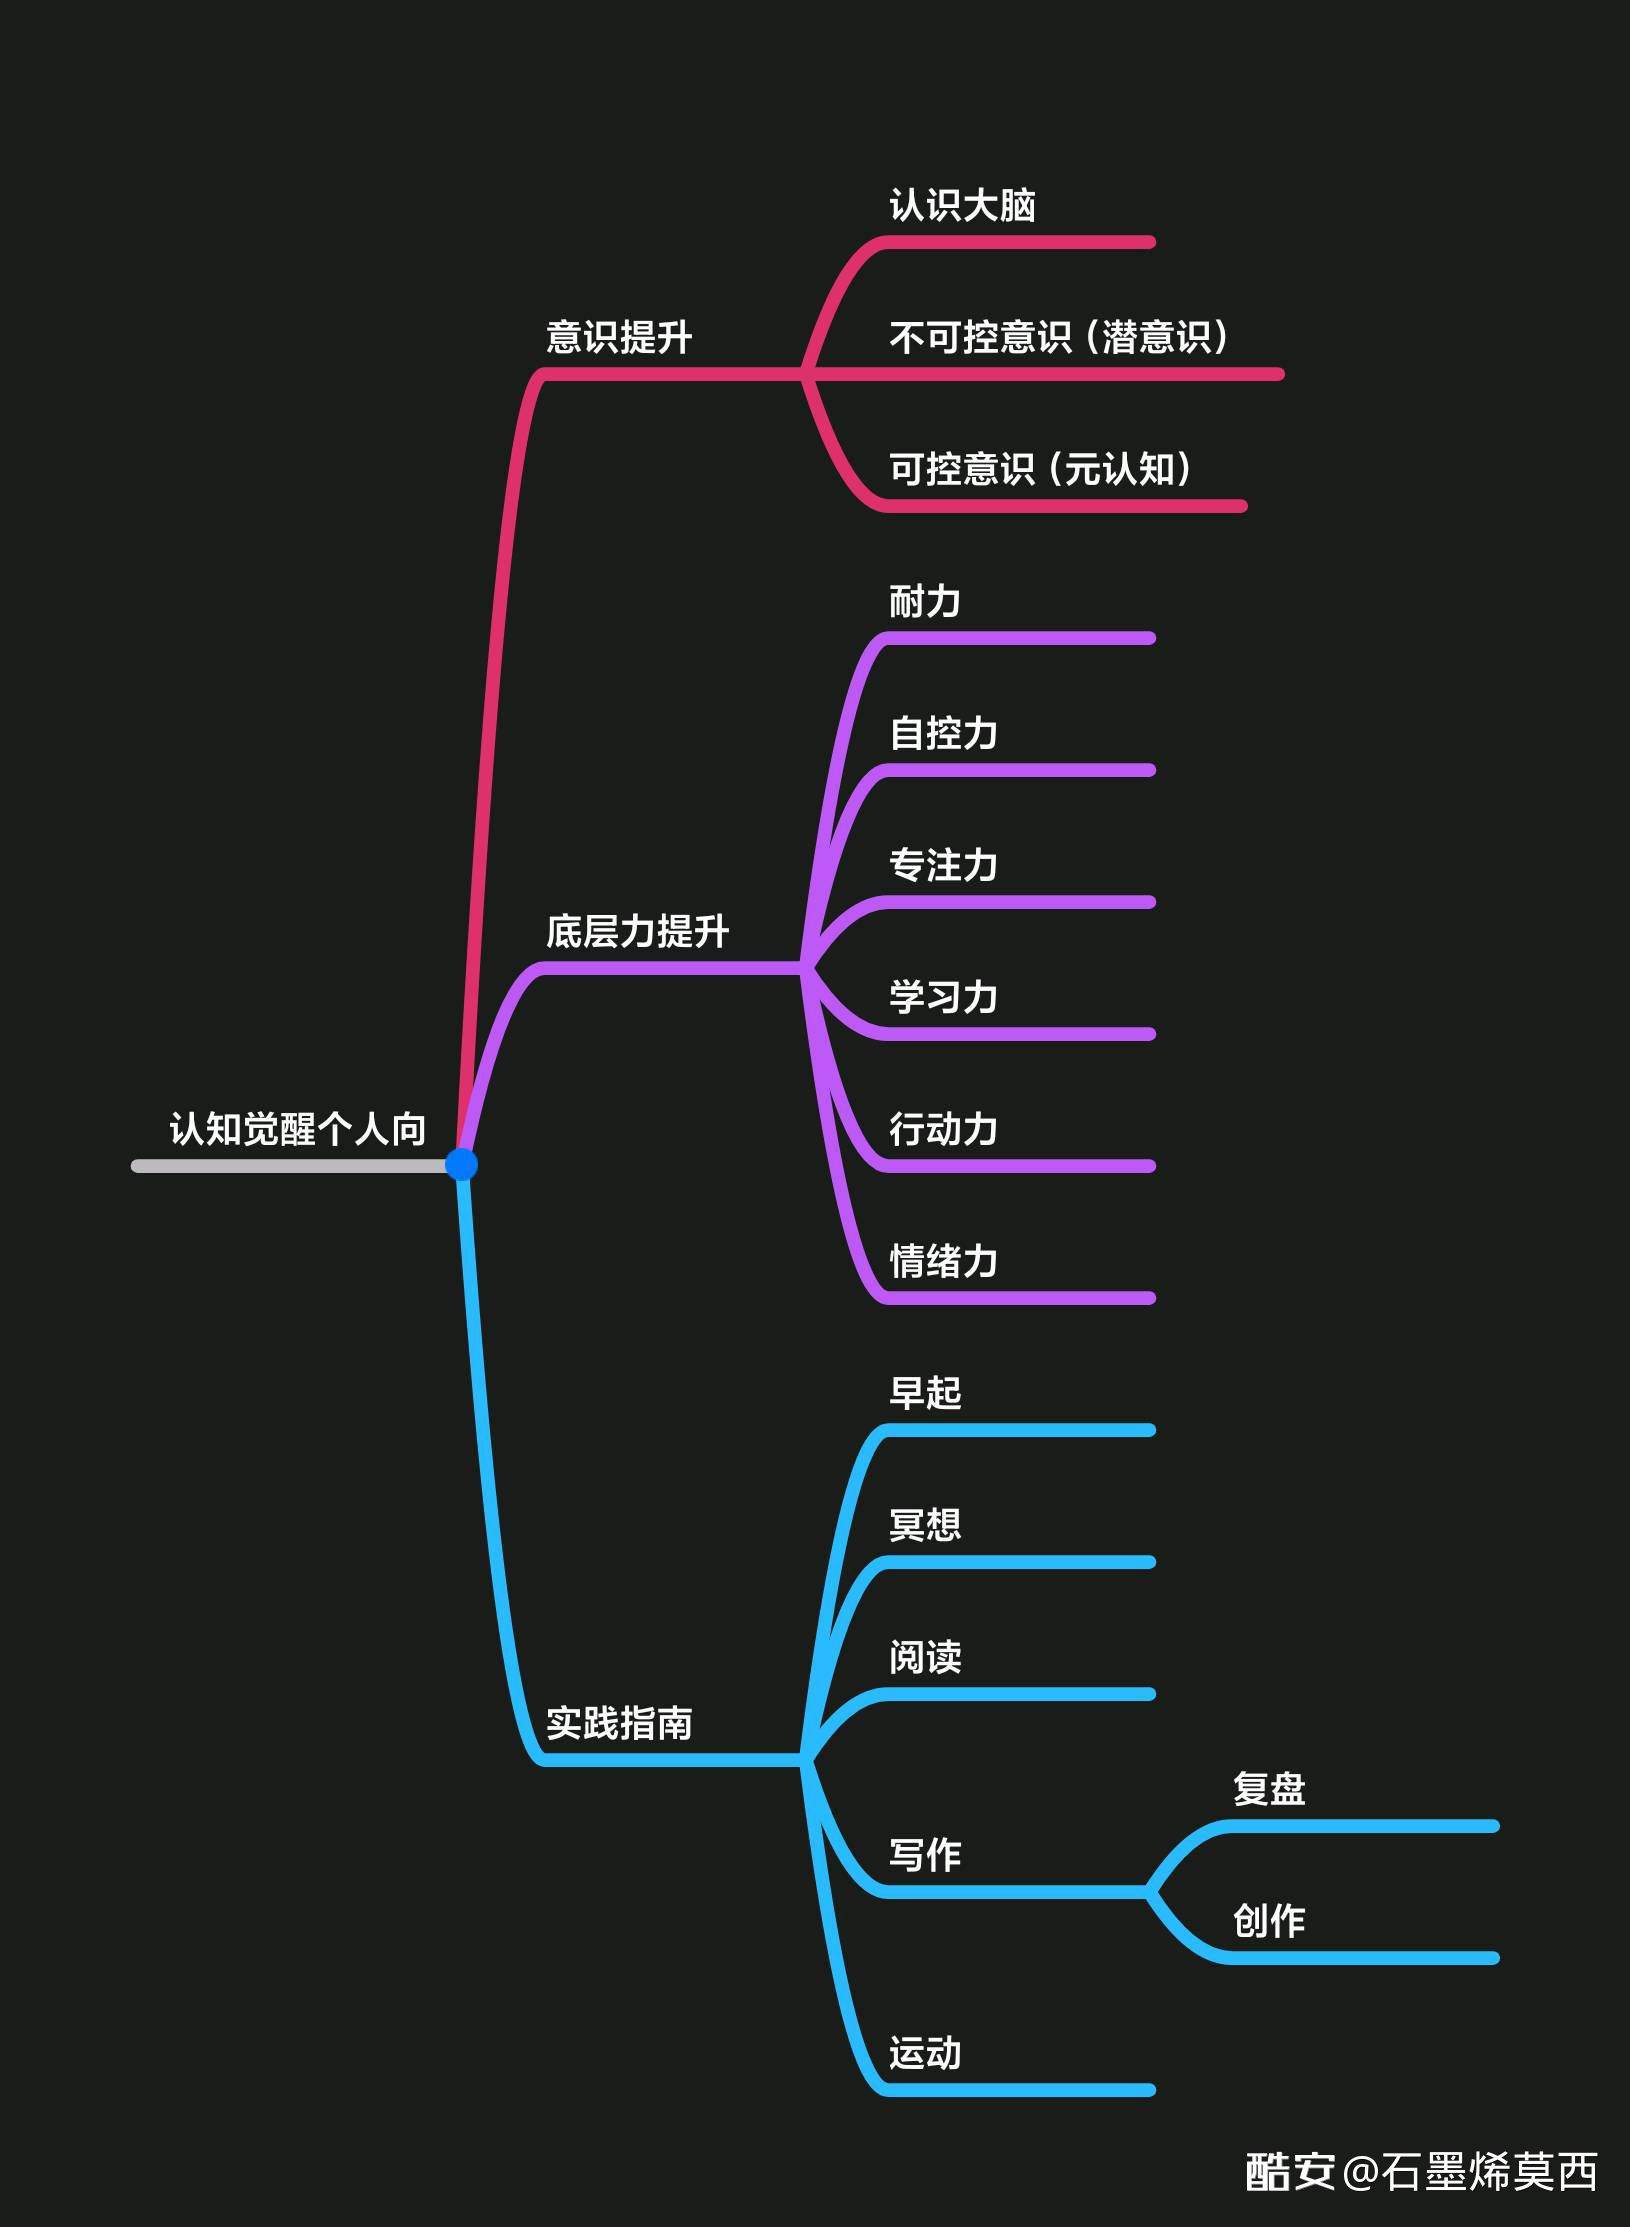 认知觉醒个人向
意识提升
认识大脑
不可控意识（潜意识）
可控意识（元认知）
底层力提升
耐力
自控力
专注力
学习力
行动力
情绪力
实践指南
早起
冥想
阅读
写作
复盘
创作
运动
酷安 @石墨烯莫西